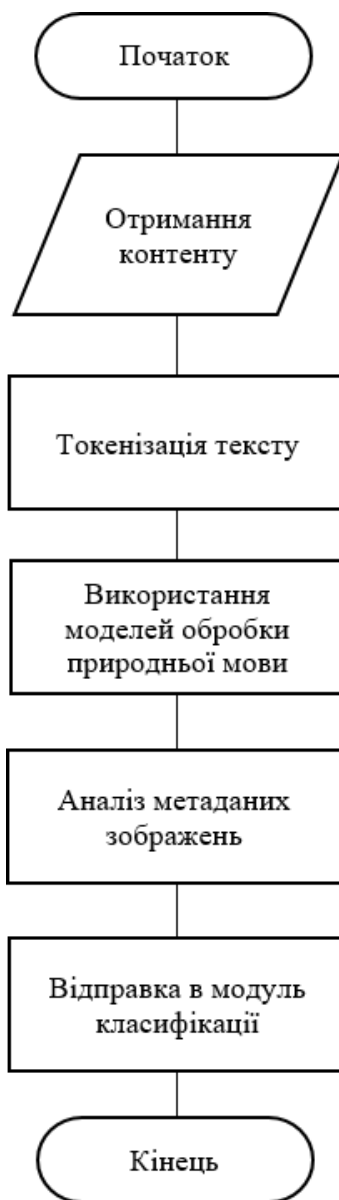 Початок
Отримання
контенту
Токенізація тексту
Використання
моделей обробки
природньої мови
Аналіз метаданих
зображень
Відправка в модуль
класифікації
Кінець